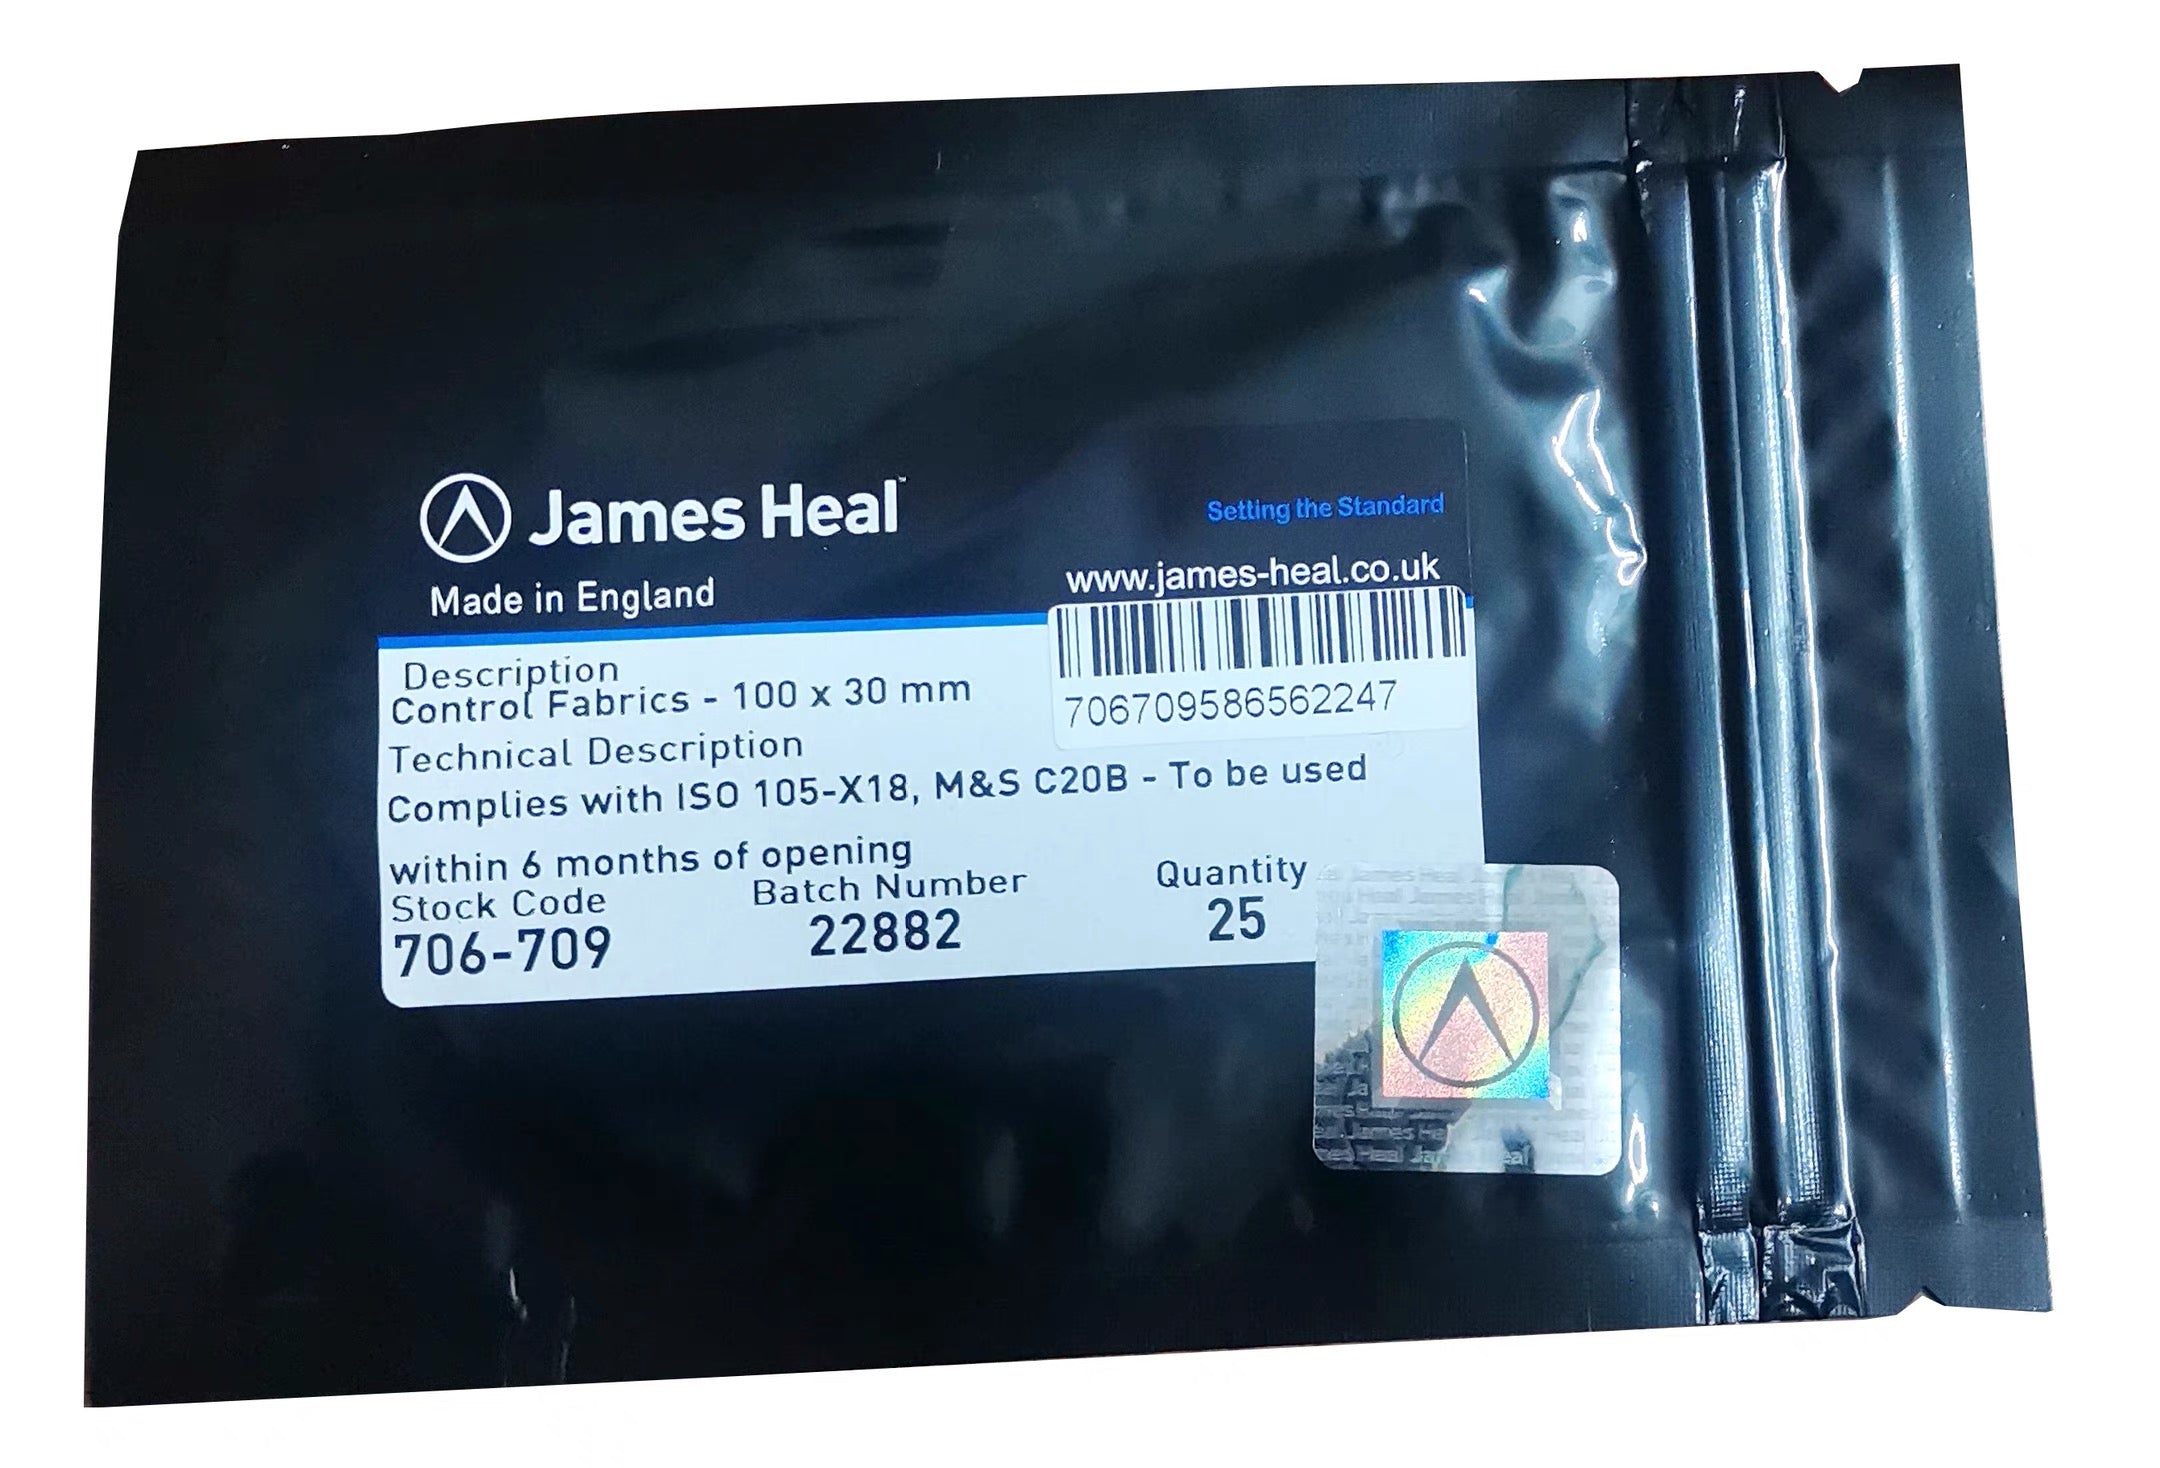 James Heal™
Setting the Standard
Made in England
www.james-heal.co.uk
706709586562247
Description
Control Fabrics - 100 x 30 mm
Technical Description
Complies with ISO 105-X18, M&S C20B - To be used
within 6 months of opening
Stock Code
706-709
Batch Number
22882
Quantity
25